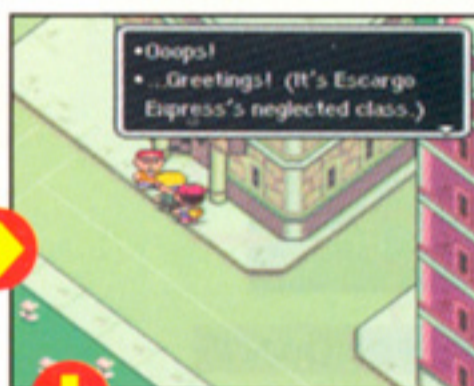 •Ooops!
•...Greetings! (It's Escargo
Express's neglected class.)